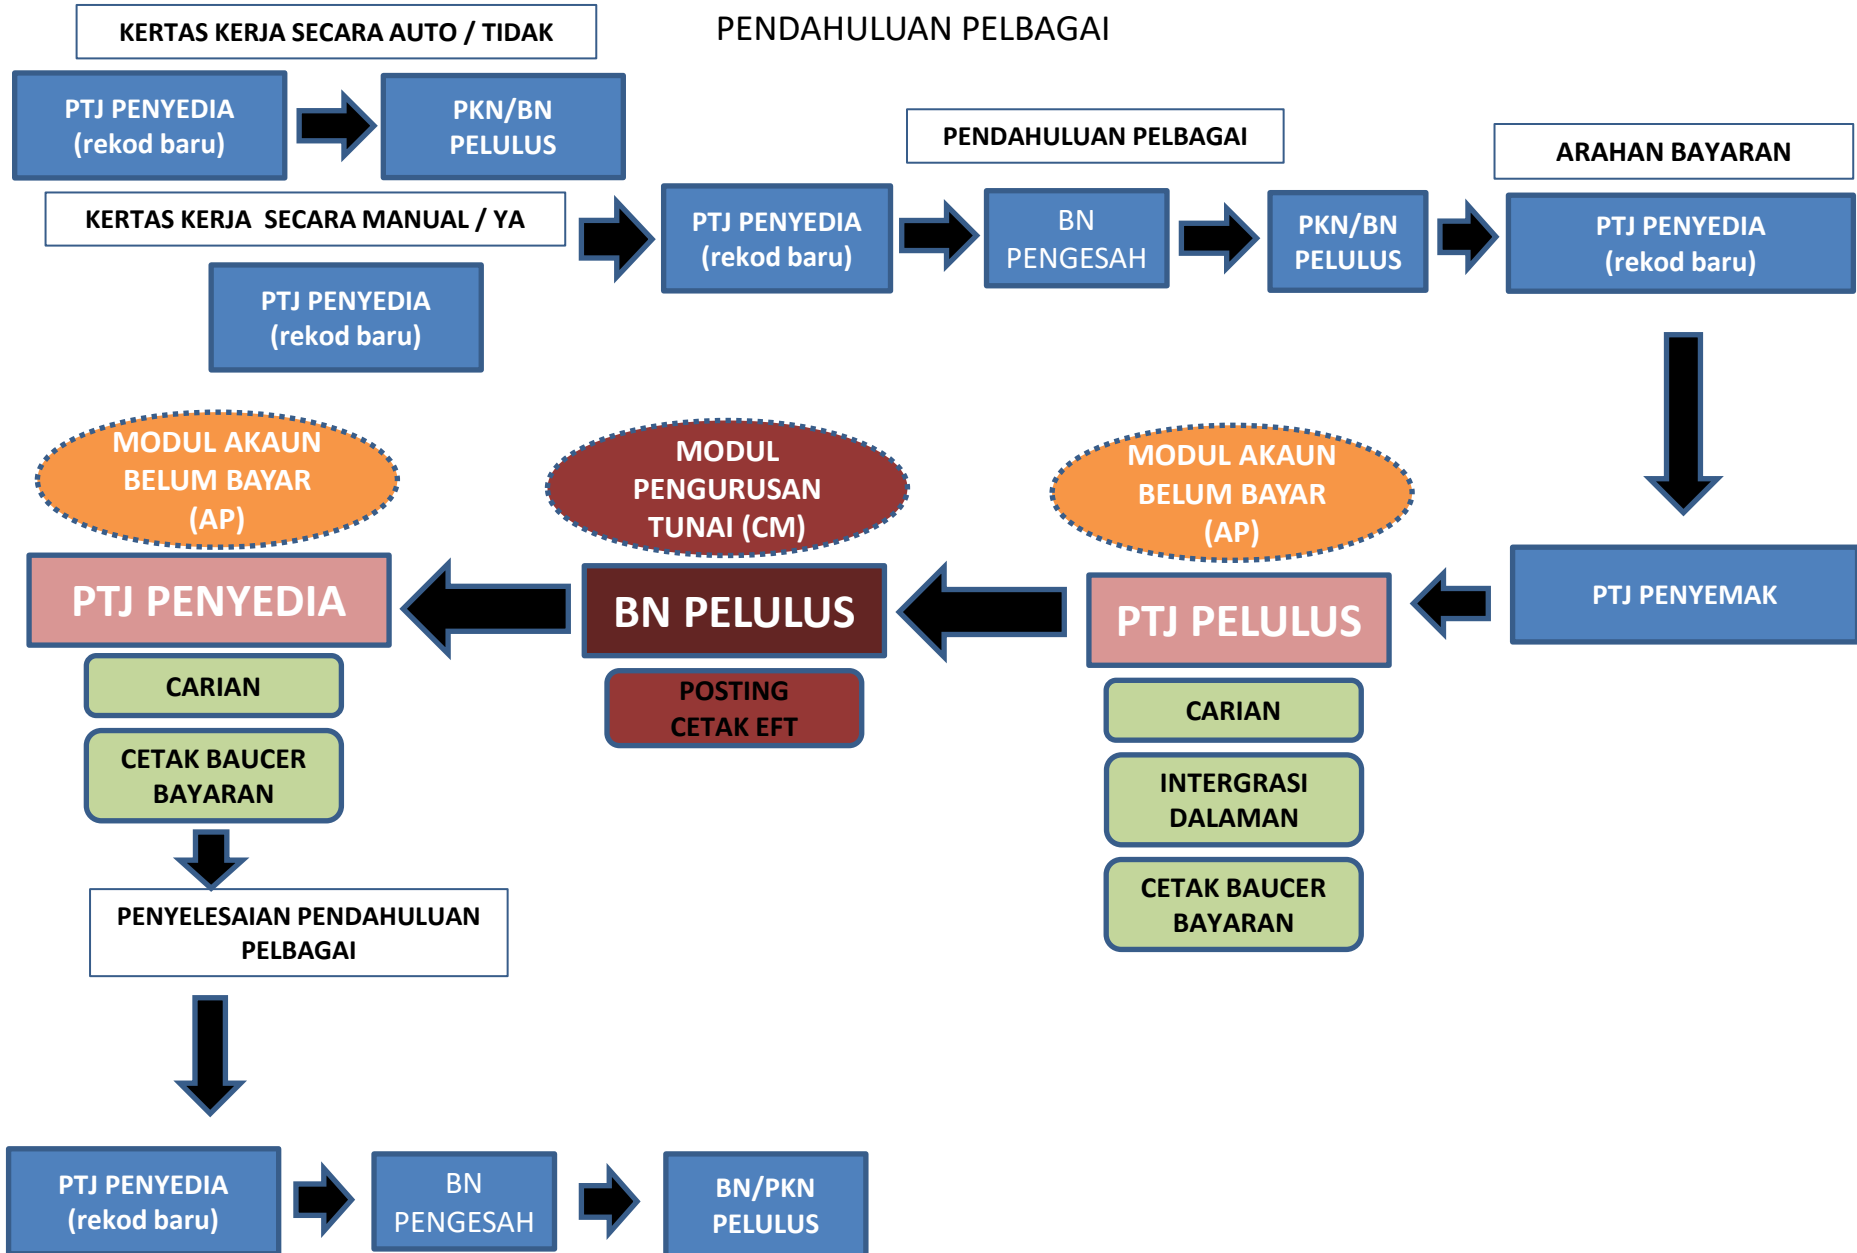 PENDAHULUAN PELBAGAI
KERTAS KERJA SECARA AUTO / TIDAK
PTJ PENYEDIA
(rekod baru)
PKN/BN
PELULUS
KERTAS KERJA  SECARA MANUAL / YA
PTJ PENYEDIA
(rekod baru)
PENDAHULUAN PELBAGAI
PTJ PENYEDIA
(rekod baru)
BN
PENGESAH
PKN/BN
PELULUS
ARAHAN BAYARAN
PTJ PENYEDIA
(rekod baru)
PTJ PENYEMAK
MODUL AKAUN
BELUM BAYAR
(AP)
PTJ PELULUS
CARIAN
INTERGRASI
DALAMAN
CETAK BAUCER
BAYARAN
MODUL
PENGURUSAN
TUNAI (CM)
BN PELULUS
POSTING
CETAK EFT
MODUL AKAUN
BELUM BAYAR
(AP)
PTJ PENYEDIA
CARIAN
CETAK BAUCER
BAYARAN
PENYELESAIAN PENDAHULUAN
PELBAGAI
PTJ PENYEDIA
(rekod baru)
BN
PENGESAH
BN/PKN
PELULUS